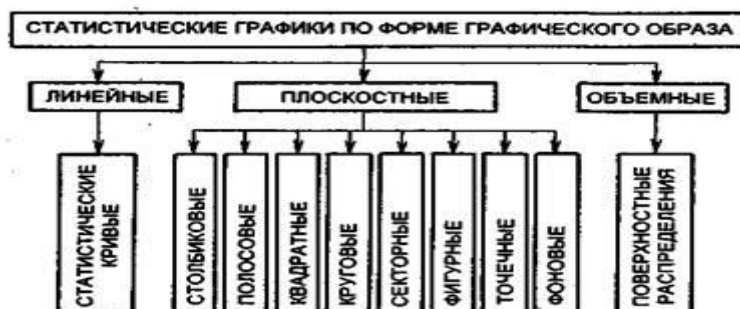 СТАТИСТИЧЕСКИЕ ГРАФИКИ ПО ФОРМЕ ГРАФИЧЕСКОГО ОБРАЗА
ЛИНЕЙНЫЕ
ПЛОСКОСТНЫЕ
ОБЪЕМНЫЕ
СТАТИСТИЧЕСКИЕ
КРИВЫЕ
СТОЛБИКОВЫЕ
ПОЛОСОВЫЕ
КВАДРАТНЫЕ
КРУГОВЫЕ
СЕКТОРНЫЕ
ФИГУРНЫЕ
ТОЧЕЧНЫЕ
ФОНОВЫЕ
ПОВЕРХНОСТНЫЕ
РАСПРЕДЕЛЕНИЯ